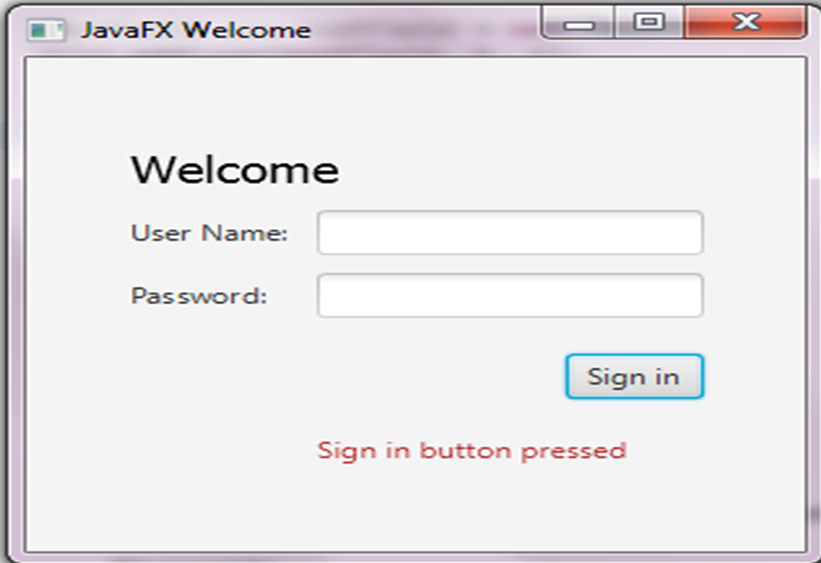 JavaFX Welcome
Welcome
User Name:
Password:
Sign in
Sign in button pressed